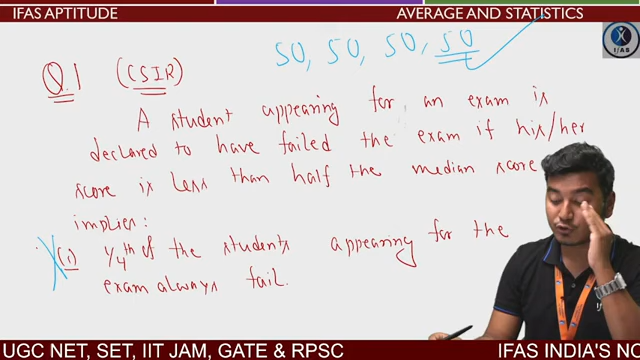 IFAS APTITUDE
AVERAGE AND STATISTICS
50, 50, 50, 50
Q.1 (CSIR)
IFAS
A student appearing for an exam is
declared to have failed the exam if his/her
score is less than half the median score
implies:
(1) 1/4th of the students appearing for the
exam always fail.
UGC NET, SET, IIT JAM, GATE & RPSC
IFAS INDIA'S NO